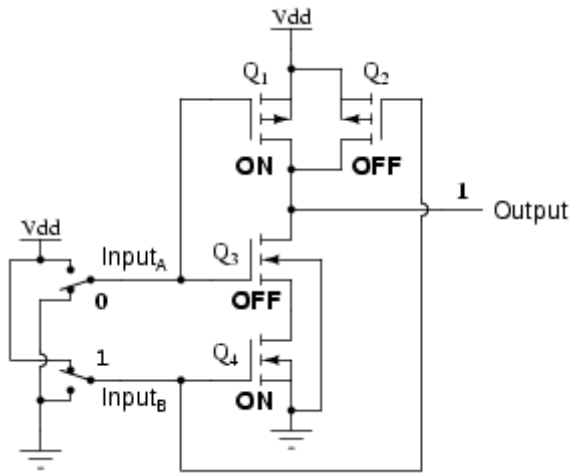 Vdd
Q1 Q2
ON OFF
1
Output
Vdd
InputA
Q3
0
OFF
1
Q4
InputB
ON